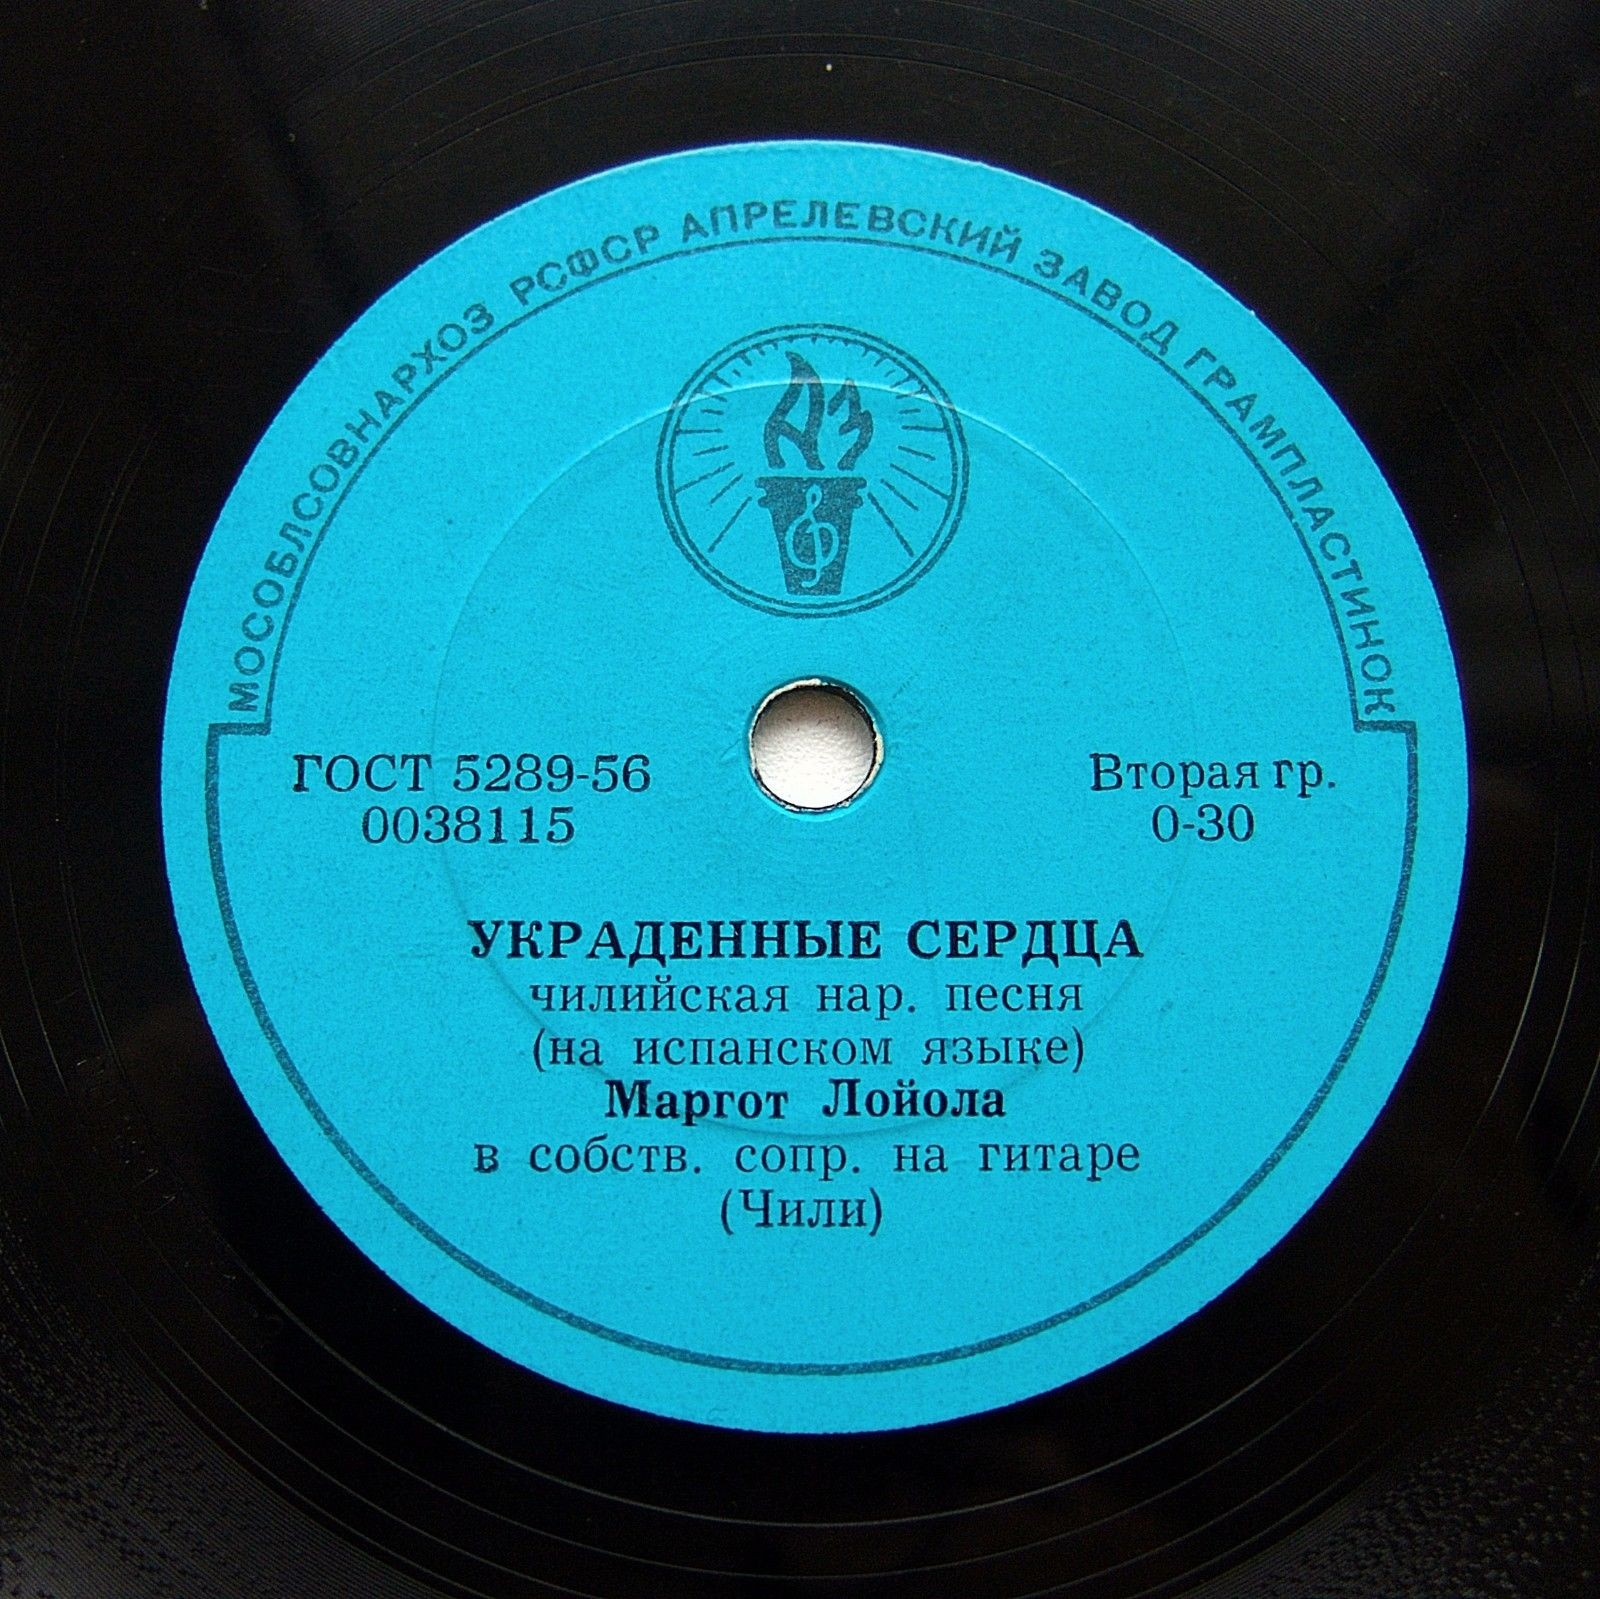 МОСОБЛСОВНАРХОЗ РСФСР АПРЕЛЕВСКИЙ ЗАВОД ГРАМПЛАСТИНОК
АЗ
ГОСТ 5289-56
0038115
Вторая гр.
0-30
УКРАДЕННЫЕ СЕРДЦА
чилийская нар. песня
(на испанском языке)
Маргот Лойола
в собств. сопр. на гитаре
(Чили)